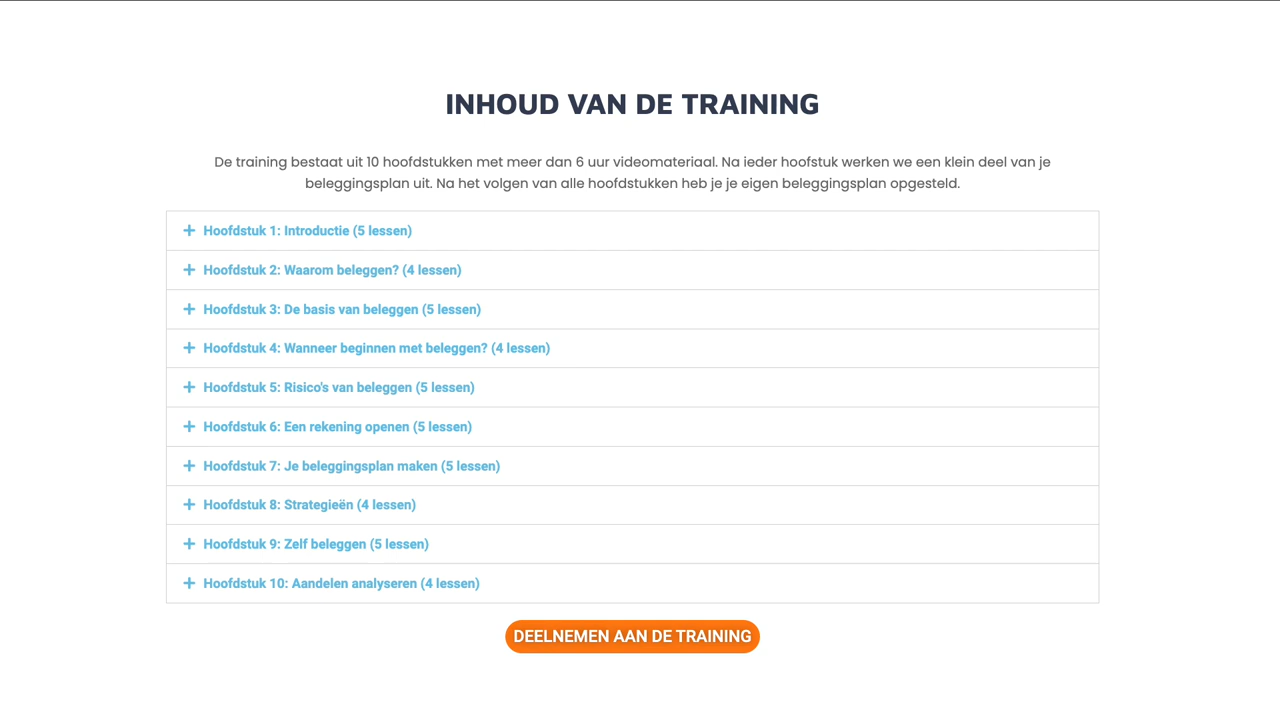 INHOUD VAN DE TRAINING
De training bestaat uit 10 hoofdstukken met meer dan 6 uur videomateriaal. Na ieder hoofstuk werken we een klein deel van je
beleggingsplan uit. Na het volgen van alle hoofdstukken heb je je eigen beleggingsplan opgesteld.
Hoofdstuk 1: Introductie (5 lessen)
Hoofdstuk 2: Waarom beleggen? (4 lessen)
Hoofdstuk 3: De basis van beleggen (5 lessen)
Hoofdstuk 4: Wanneer beginnen met beleggen? (4 lessen)
Hoofdstuk 5: Risico's van beleggen (5 lessen)
Hoofdstuk 6: Een rekening openen (5 lessen)
Hoofdstuk 7: Je beleggingsplan maken (5 lessen)
Hoofdstuk 8: Strategieën (4 lessen)
Hoofdstuk 9: Zelf beleggen (5 lessen)
Hoofdstuk 10: Aandelen analyseren (4 lessen)
DEELNEMEN AAN DE TRAINING